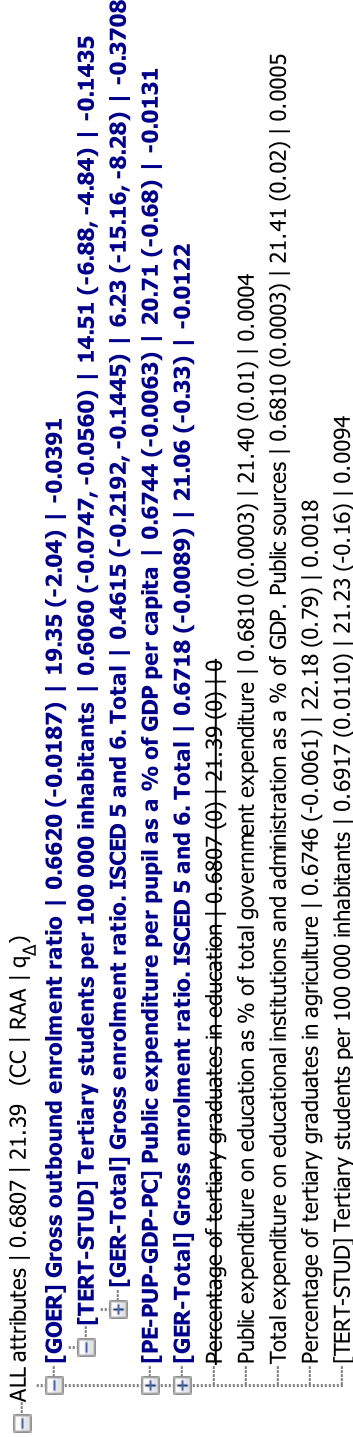 ALL attributes | 0.6807 | 21.39 (CC | RAA | qΔ)
[GOER] Gross outbound enrolment ratio | 0.6620 (-0.0187) | 19.35 (-2.04) | -0.0391
[TERT-STUD] Tertiary students per 100 000 inhabitants | 0.6060 (-0.0747, -0.0560) | 14.51 (-6.88, -4.84) | -0.1435
[GER-Total] Gross enrolment ratio. ISCED 5 and 6. Total | 0.4615 (-0.2192, -0.1445) | 6.23 (-15.16, -8.28) | -0.3708
[PE-PUP-GDP-PC] Public expenditure per pupil as a % of GDP per capita | 0.6744 (-0.0063) | 20.71 (-0.68) | -0.0131
[GER-Total] Gross enrolment ratio. ISCED 5 and 6. Total | 0.6718 (-0.0089) | 21.06 (-0.33) | -0.0122
Percentage of tertiary graduates in education | 0.6807 (0) | 21.39 (0) | 0
Public expenditure on education as % of total government expenditure | 0.6810 (0.0003) | 21.40 (0.01) | 0.0004
Total expenditure on educational institutions and administration as a % of GDP. Public sources | 0.6810 (0.0003) | 21.41 (0.02) | 0.0005
Percentage of tertiary graduates in agriculture | 0.6746 (-0.0061) | 22.18 (0.79) | 0.0018
[TERT-STUD] Tertiary students per 100 000 inhabitants | 0.6917 (0.0110) | 21.23 (-0.16) | 0.0094